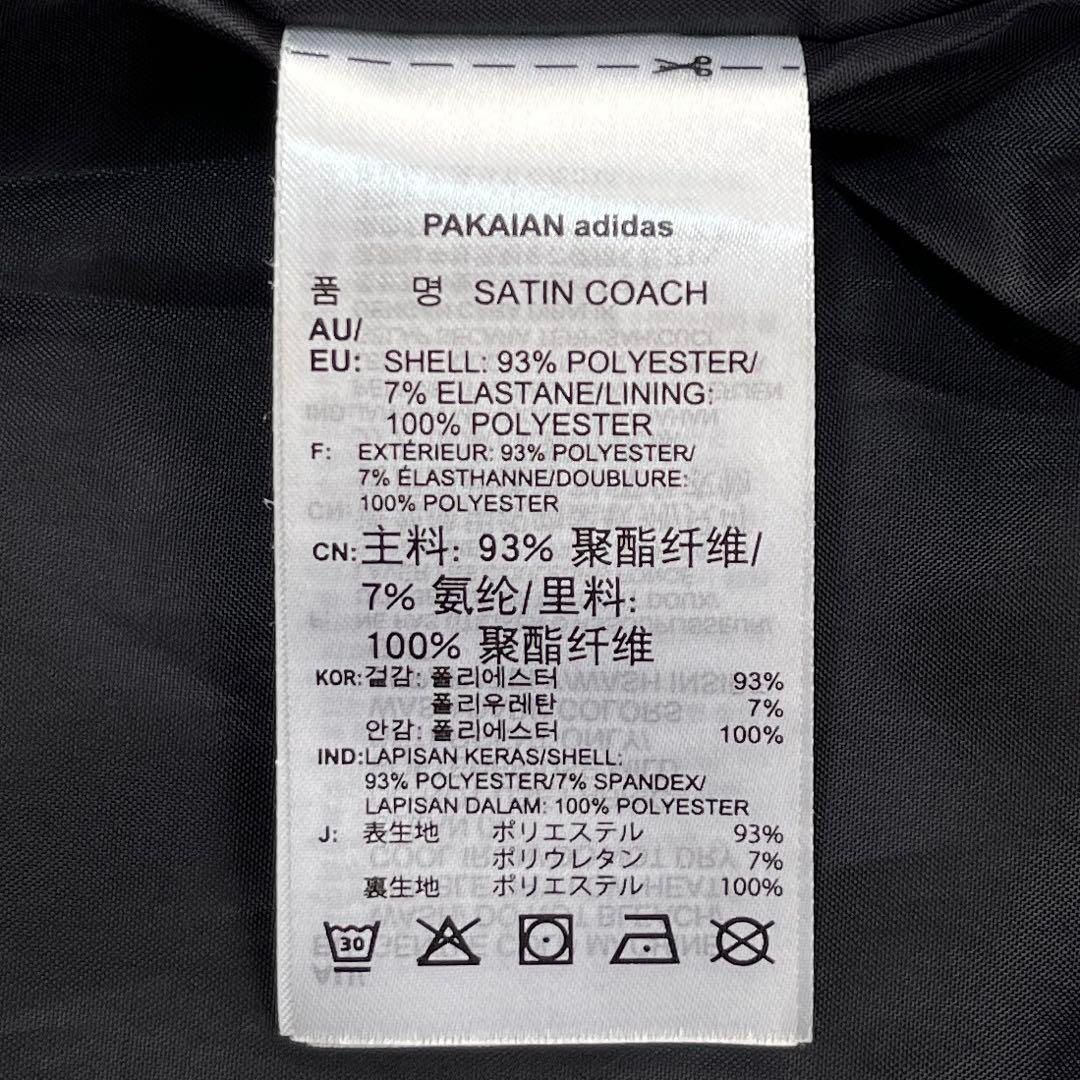 PAKAIAN adidas
품 명 SATIN COACH
AU/
EU: SHELL: 93% POLYESTER/
7% ELASTANE/LINING:
100% POLYESTER
F: EXTÉRIEUR: 93% POLYESTER/
7% ÉLASTHANNE/DOUBLURE:
100% POLYESTER
CN: 主料: 93% 聚酯纤维/
7% 氨纶/里料:
100% 聚酯纤维
KOR: 겉감: 폴리에스터 93%
폴리우레탄 7%
안감: 폴리에스터 100%
IND: LAPISAN KERAS/SHELL:
93% POLYESTER/7% SPANDEX/
LAPISAN DALAM: 100% POLYESTER
J: 表生地 ポリエステル 93%
ポリウレタン 7%
裏生地 ポリエステル 100%
30